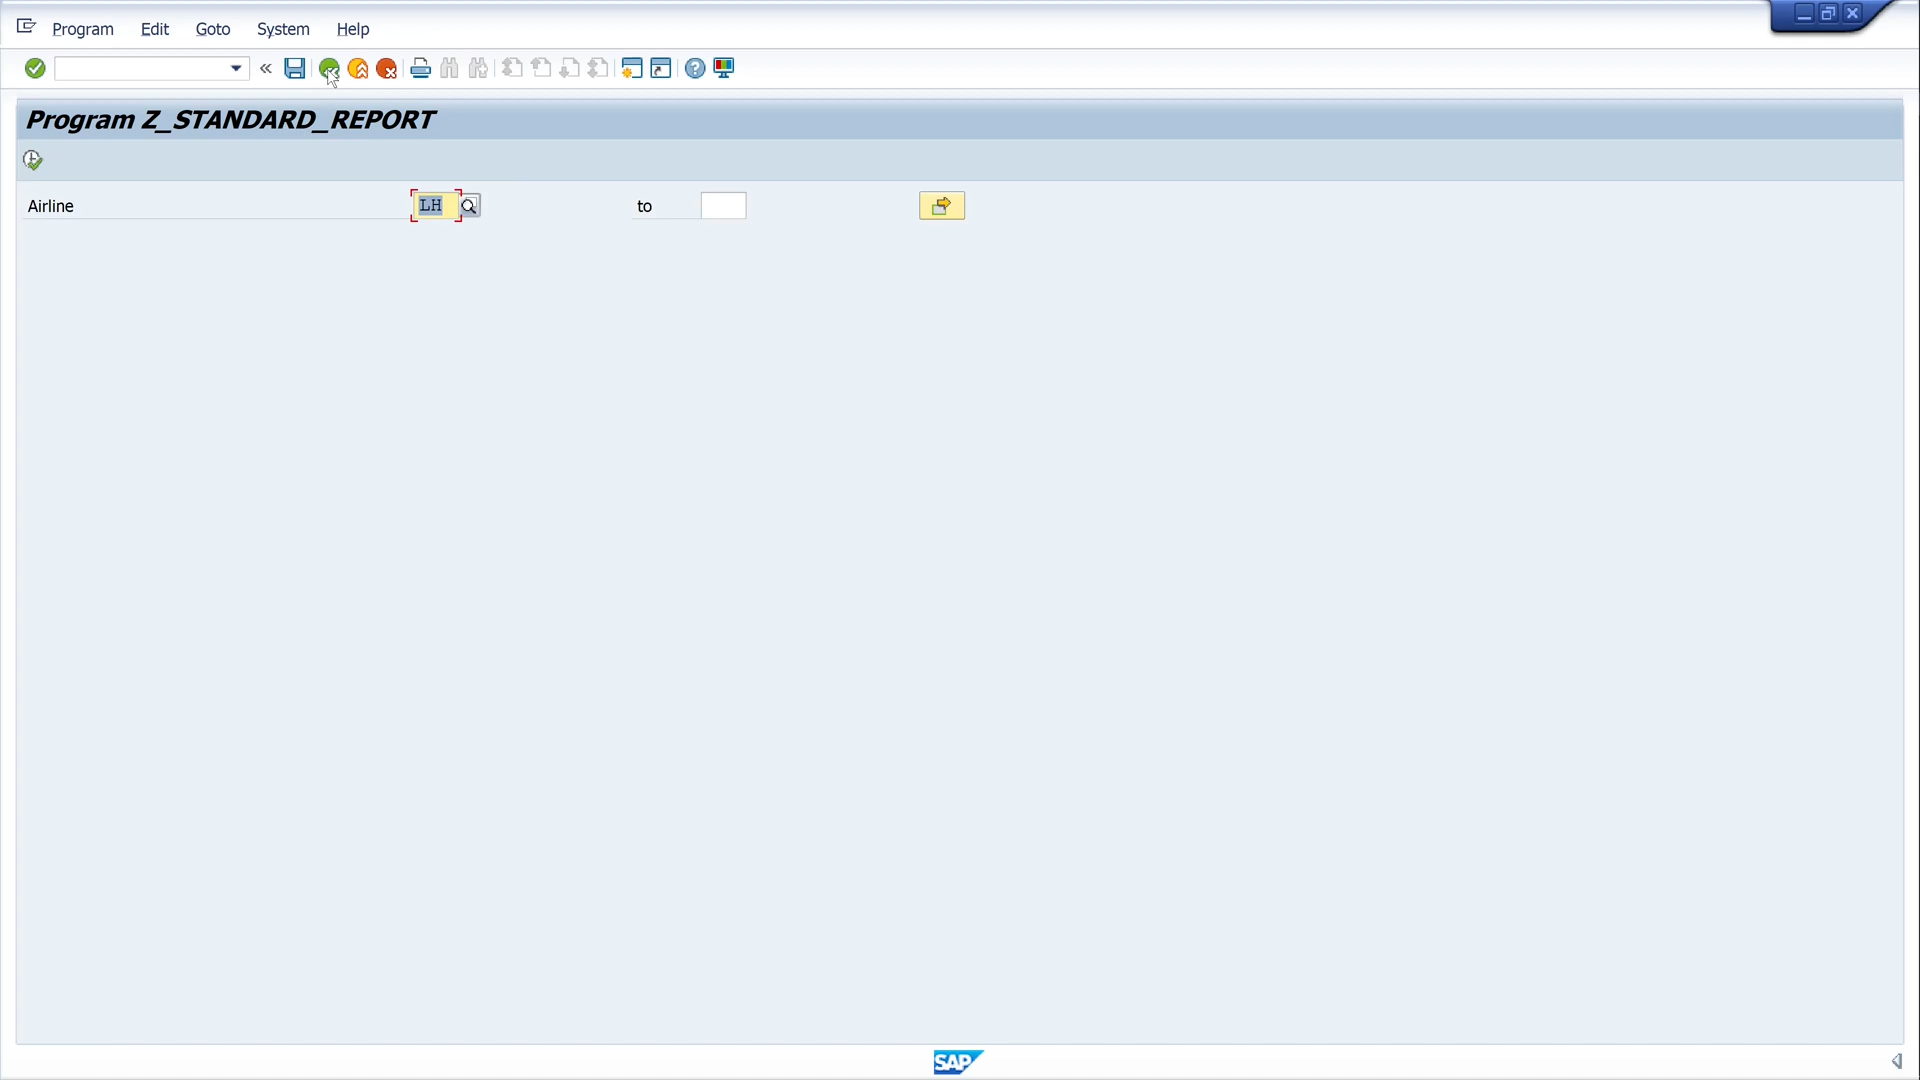 Program Edit Goto System Help
Program Z_STANDARD_REPORT
Airline LH to
SAP